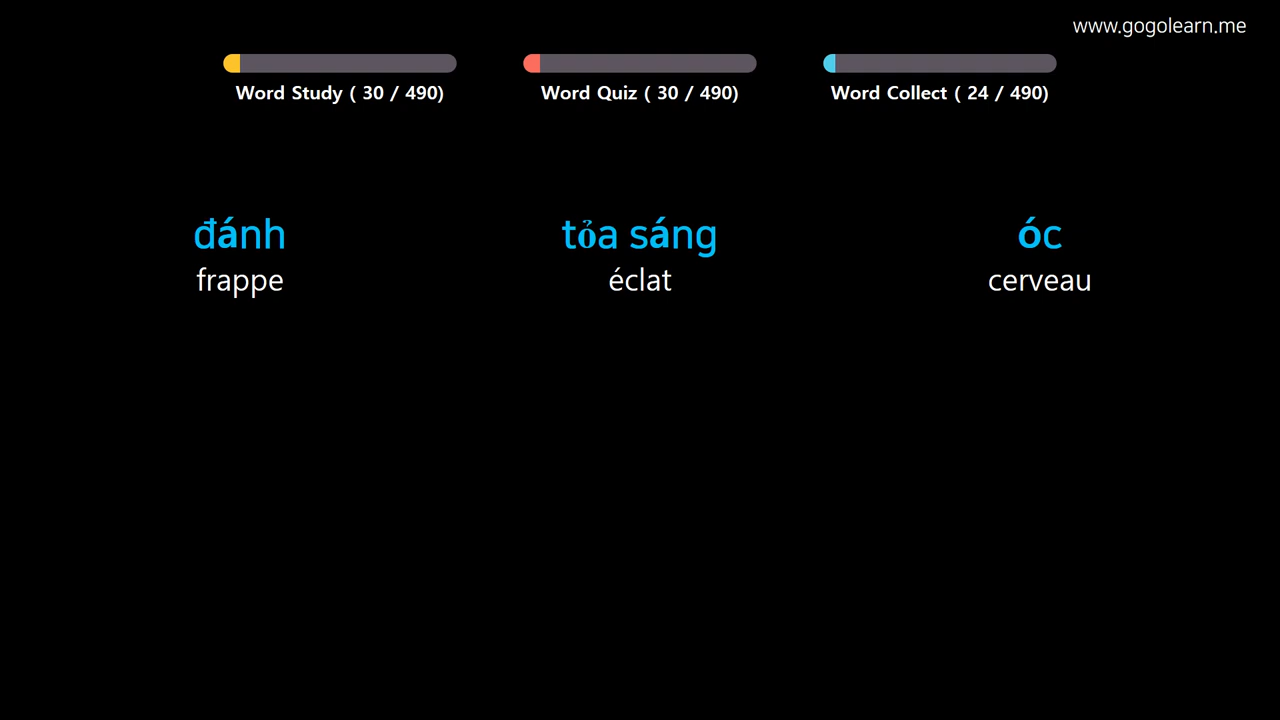 www.gogolearn.me
Word Study ( 30 / 490)
Word Quiz ( 30 / 490)
Word Collect ( 24 / 490)
đánh
frappe
tỏa sáng
éclat
óc
cerveau